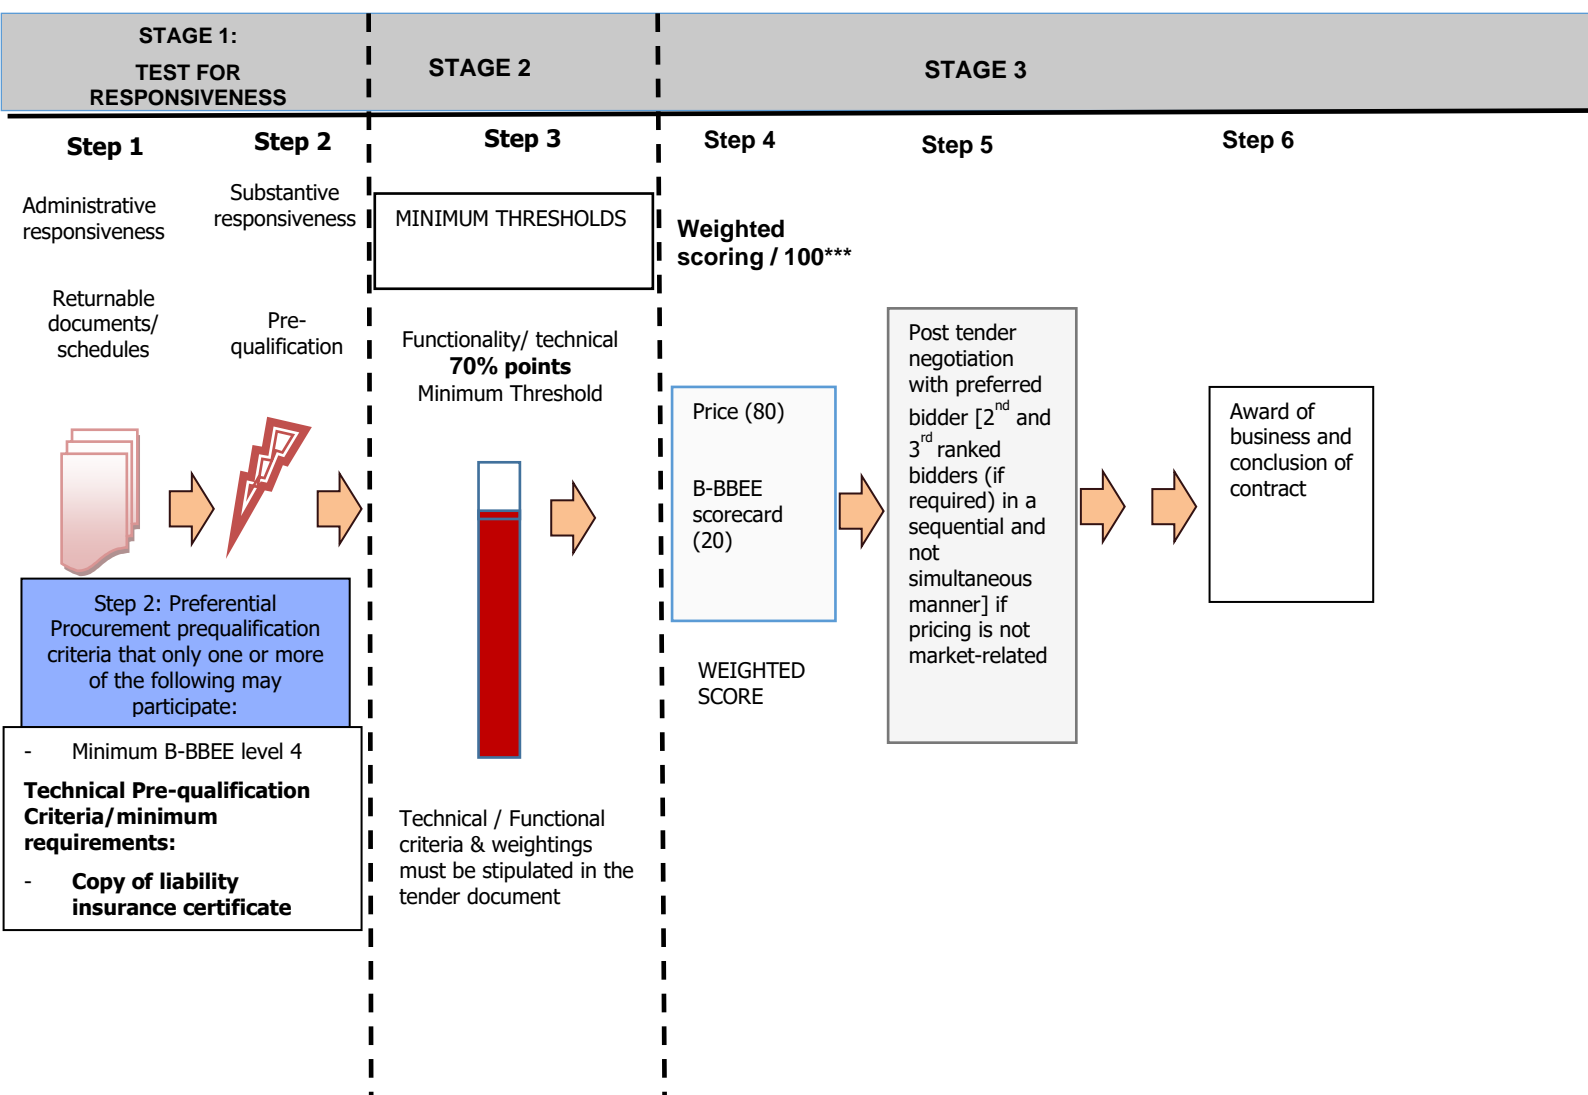 STAGE 1:
TEST FOR
RESPONSIVENESS
STAGE 2
STAGE 3
Step 1
Step 2
Step 3
Step 4
Step 5
Step 6
Administrative
responsiveness
Returnable
documents/
schedules
Substantive
responsiveness
Pre-
qualification
Step 2: Preferential
Procurement prequalification
criteria that only one or more
of the following may
participate:
- Minimum B-BBEE level 4
Technical Pre-qualification
Criteria/minimum
requirements:
- Copy of liability
insurance certificate
MINIMUM THRESHOLDS
Functionality/ technical
70% points
Minimum Threshold
Technical / Functional
criteria & weightings
must be stipulated in the
tender document
Weighted
scoring / 100***
Price (80)
B-BBEE
scorecard
(20)
WEIGHTED
SCORE
Post tender
negotiation
with preferred
bidder [2nd and
3rd ranked
bidders (if
required) in a
sequential and
not
simultaneous
manner] if
pricing is not
market-related
Award of
business and
conclusion of
contract